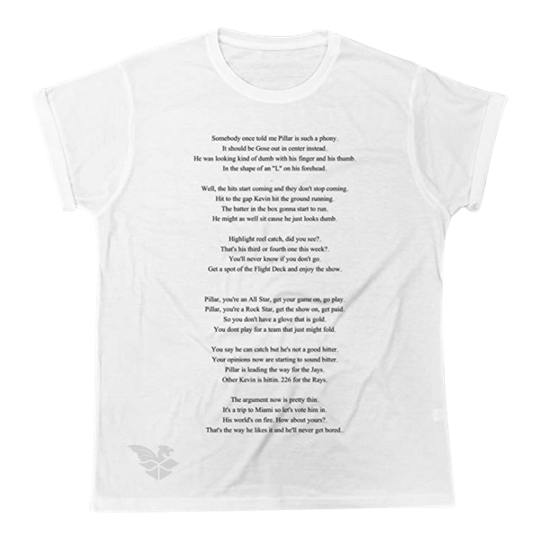 Somebody once told me Pillar is such a phony.
It should be Gose out in center instead.
He was looking kind of dumb with his finger and his thumb.
In the shape of an "L" on his forehead.
Well, the hits start coming and they don't stop coming.
Hit to the gap Kevin hit the ground running.
The batter in the box gonna start to run.
He might as well sit cause he just looks dumb.
Highlight reel catch, did you see?.
That's his third or fourth one this week?.
You'll never know if you don't go.
Get a spot of the Flight Deck and enjoy the show.
Pillar, you're an All Star, get your game on, go play.
Pillar, you're a Rock Star, get the show on, get paid.
So you don't have a glove that is gold.
You dont play for a team that just might fold.
You say he can catch but he's not a good hitter.
Your opinions now are starting to sound bitter.
Pillar is leading the way for the Jays.
Other Kevin is hittin. 226 for the Rays.
The argument now is pretty thin.
It's a trip to Miami so let's vote him in.
His world's on fire. How about yours?.
That's the way he likes it and he'll never get bored..